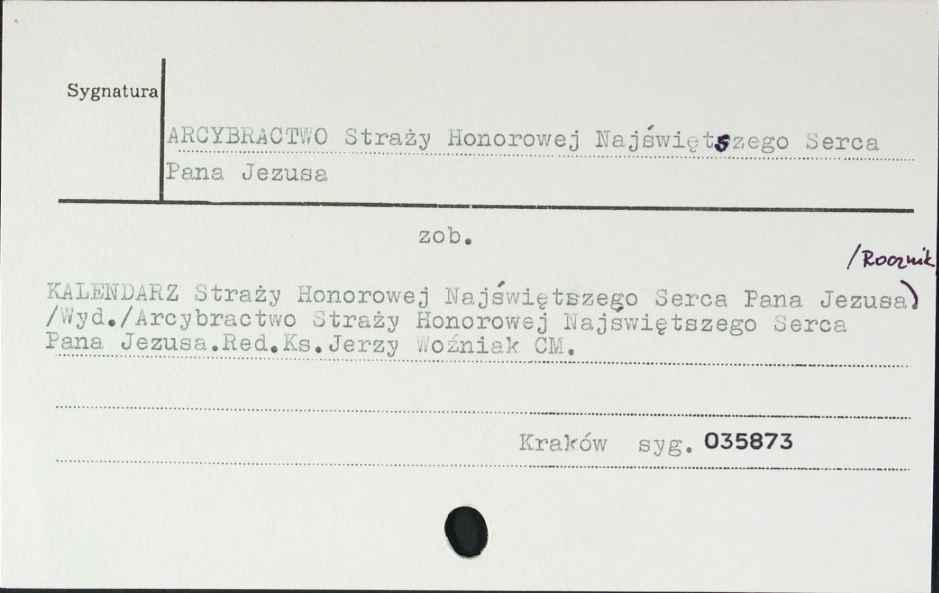 Sygnatura
ARCYBRACTWO Straży Honorowej Najświętszego Serca
Pana Jezusa
zob.
/Rocznik
KALENDARZ Straży Honorowej Najświętszego Serca Pana Jezusa)
/Wyd./Arcybractwo Straży Honorowej Najświętszego Serca
Pana Jezusa.Red.Ks.Jerzy Woźniak CM.
Kraków syg. 035873